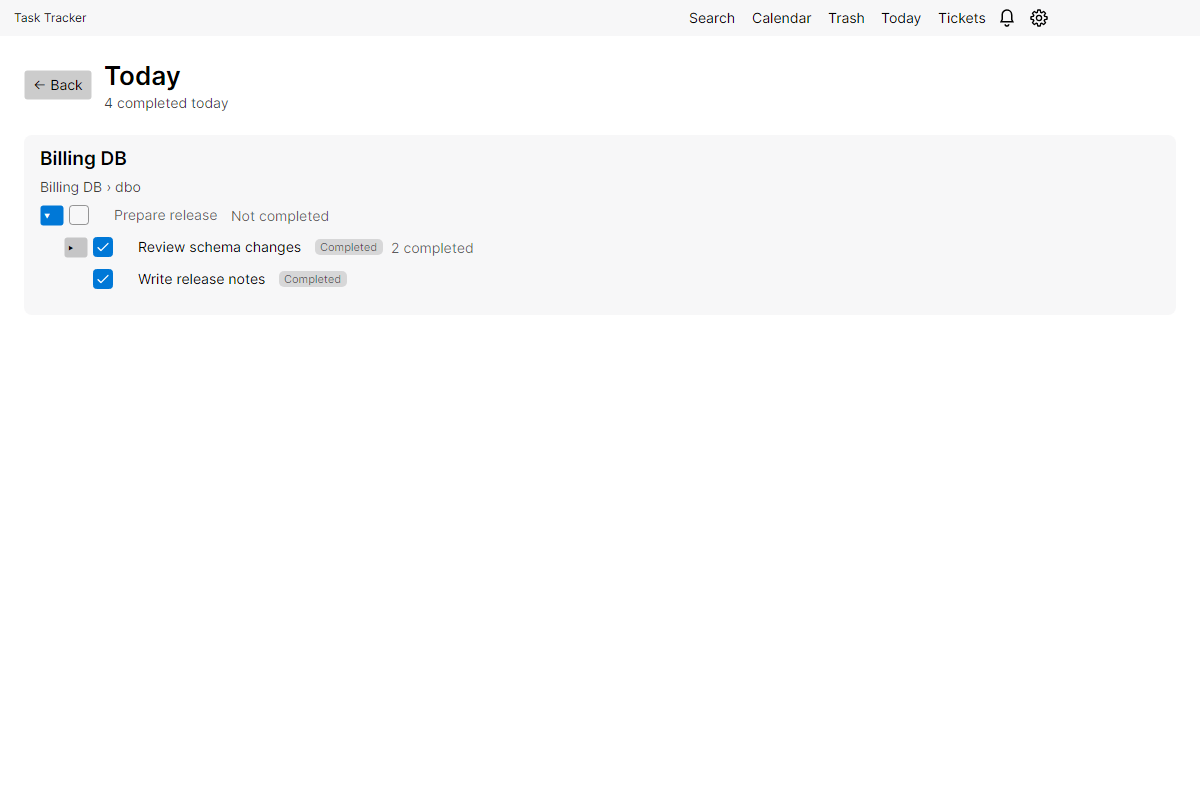 Task Tracker
Search Calendar Trash Today Tickets
← Back
Today
4 completed today
Billing DB
Billing DB › dbo
Prepare release Not completed
Review schema changes Completed 2 completed
Write release notes Completed